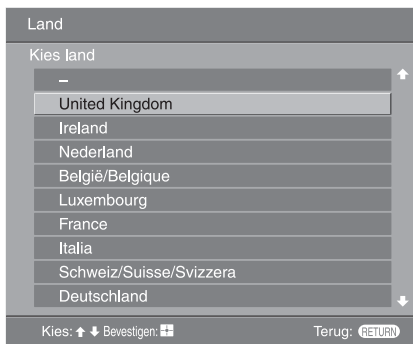 Land
Kies land
–
United Kingdom
Ireland
Nederland
België/Belgique
Luxembourg
France
Italia
Schweiz/Suisse/Svizzera
Deutschland
Kies: Bevestigen: Terug: RETURN